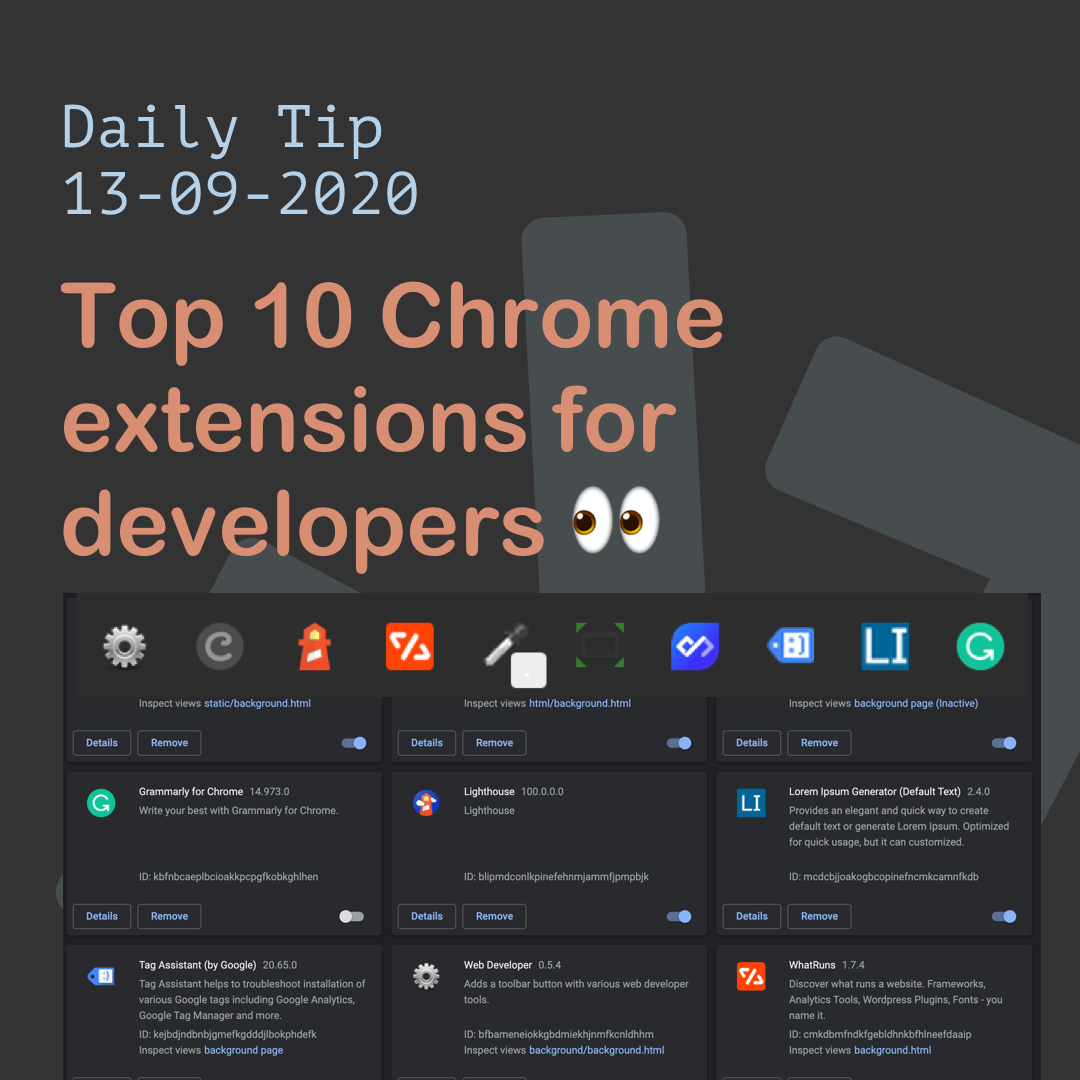 Daily Tip
13-09-2020
Top 10 Chrome
extensions for
developers 👀
LI
Inspect views static/background.html
Inspect views html/background.html
Inspect views background page (Inactive)
Details Remove
Details Remove
Details Remove
Grammarly for Chrome 14.973.0
Write your best with Grammarly for Chrome.
ID: kbfnbcaeplbcioakkpcpgfkobkghlhen
Details Remove
Lighthouse 100.0.0.0
Lighthouse
ID: blipmdconlkpinefehnmjammfjpmpbjk
Details Remove
LI
Lorem Ipsum Generator (Default Text) 2.4.0
Provides an elegant and quick way to create
default text or generate Lorem Ipsum. Optimized
for quick usage, but it can customized.
ID: mcdcbjjoakogbcopinefncmkcamnfkdb
Details Remove
Tag Assistant (by Google) 20.65.0
Tag Assistant helps to troubleshoot installation of
various Google tags including Google Analytics,
Google Tag Manager and more.
ID: kejbdjndbnbjgmefkgdddjlbokphdefk
Inspect views background page
Web Developer 0.5.4
Adds a toolbar button with various web developer
tools.
ID: bfbameneiokkgbdmiekhjnmfkcnldhhm
Inspect views background/background.html
WhatRuns 1.7.4
Discover what runs a website. Frameworks,
Analytics Tools, Wordpress Plugins, Fonts - you
name it.
ID: cmkdbmfndkfgebldhnkbfhlneefdaaip
Inspect views background.html